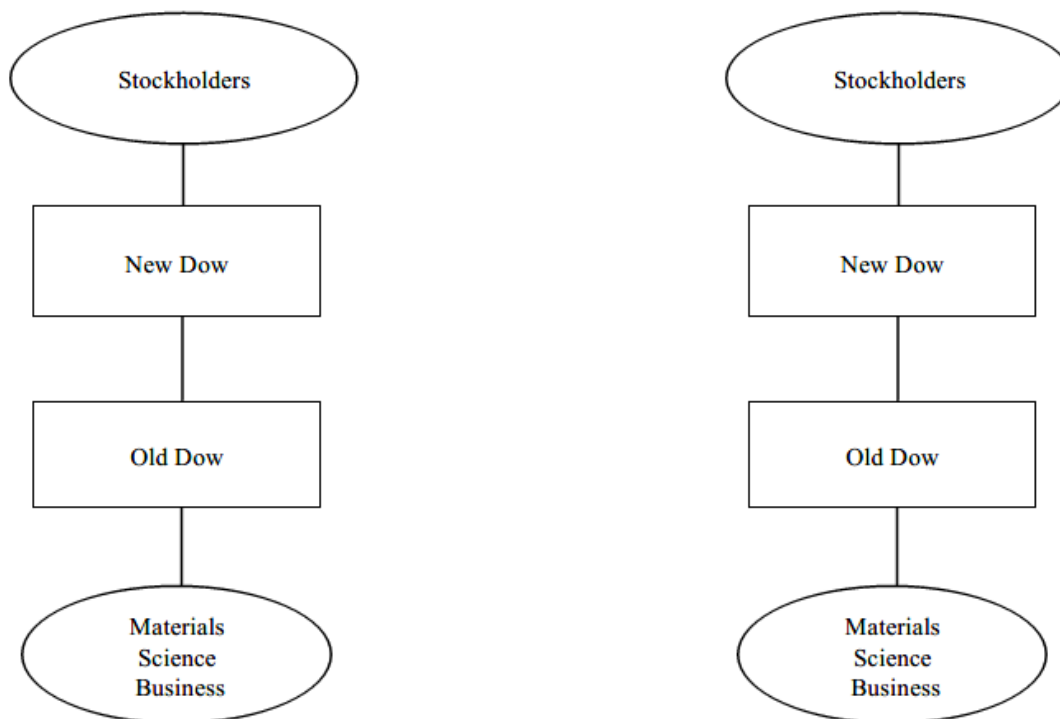 Stockholders
New Dow
Old Dow
Materials
Science
Business
Stockholders
New Dow
Old Dow
Materials
Science
Business